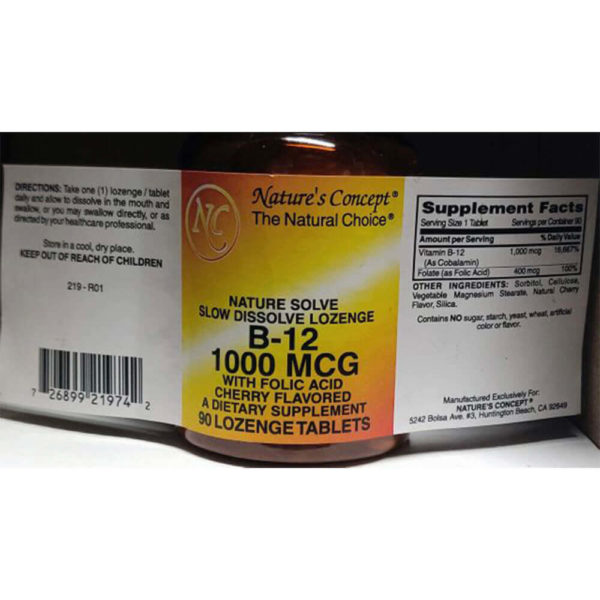 DIRECTIONS: Take one (1) lozenge / tablet
daily and allow to dissolve in the mouth and
swallow, or you may swallow directly, or as
directed by your healthcare professional.
Store in a cool, dry place.
KEEP OUT OF REACH OF CHILDREN
219 - R01
7 26899 21974 2
NC
Nature's Concept®
The Natural Choice®
NATURE SOLVE
SLOW DISSOLVE LOZENGE
B-12
1000 MCG
WITH FOLIC ACID
CHERRY FLAVORED
A DIETARY SUPPLEMENT
90 LOZENGE TABLETS
Supplement Facts
Serving Size 1 Tablet Servings per Container 90
Amount per Serving % Daily Value
Vitamin B-12 1,000 mcg 16,667%
(As Cobalamin)
Folate (as Folic Acid) 400 mcg 100%
OTHER INGREDIENTS: Sorbitol, Cellulose,
Vegetable Magnesium Stearate, Natural Cherry
Flavor, Silica.
Contains NO sugar, starch, yeast, wheat, artificial
color or flavor.
Manufactured Exclusively For:
NATURE'S CONCEPT®
5242 Bolsa Ave. #3, Huntington Beach, CA 92649